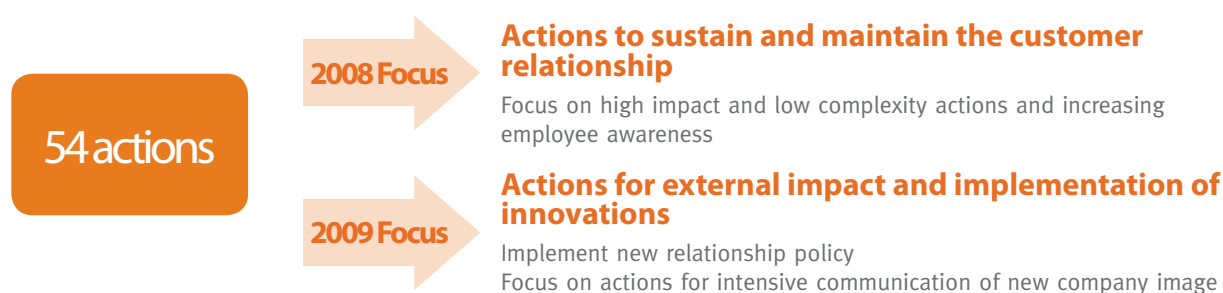 54 actions
2008 Focus
Actions to sustain and maintain the customer
relationship
Focus on high impact and low complexity actions and increasing
employee awareness
2009 Focus
Actions for external impact and implementation of
innovations
Implement new relationship policy
Focus on actions for intensive communication of new company image